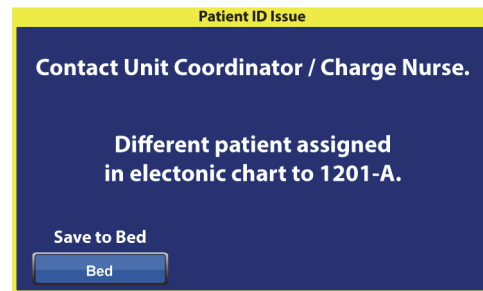 Patient ID Issue
Contact Unit Coordinator / Charge Nurse.
Different patient assigned
in electonic chart to 1201-A.
Save to Bed
Bed